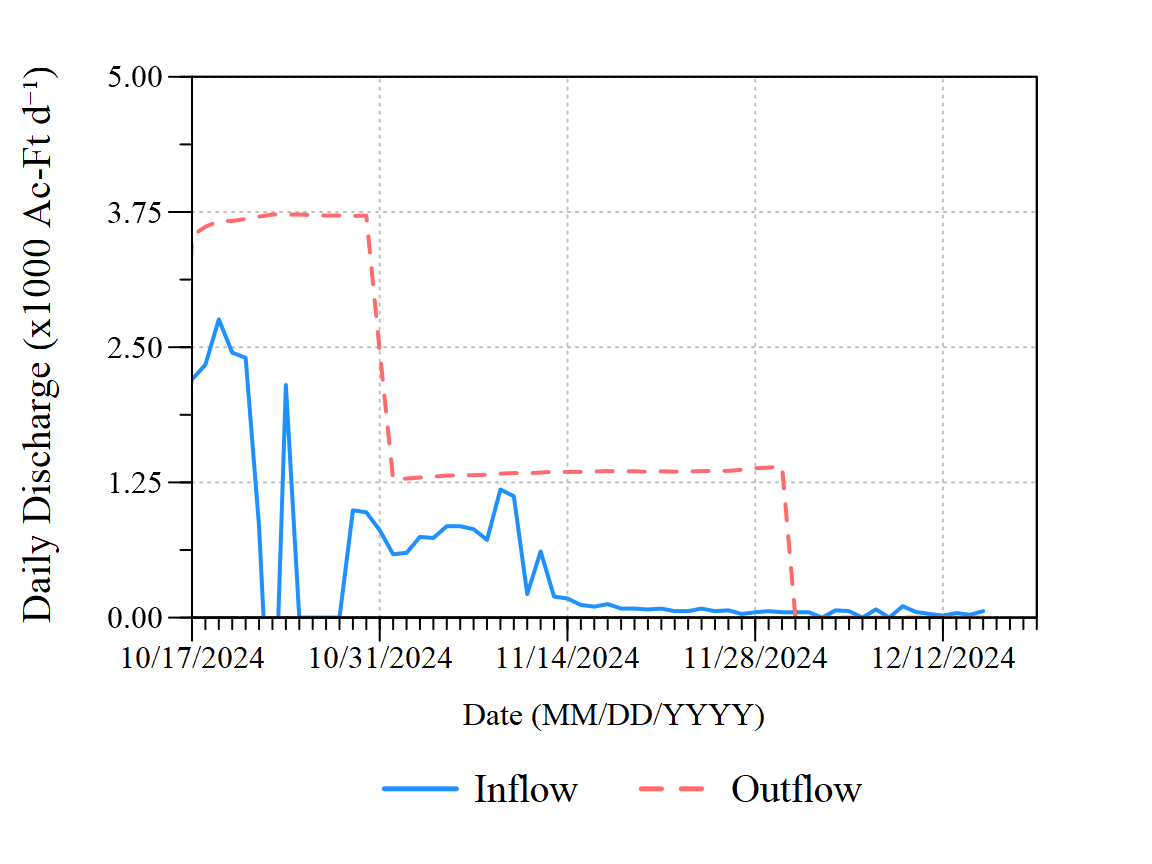 Daily Discharge (x1000 Ac-Ft d⁻¹)
5.00
3.75
2.50
1.25
0.00
10/17/2024 10/31/2024 11/14/2024 11/28/2024 12/12/2024
Date (MM/DD/YYYY)
Inflow Outflow